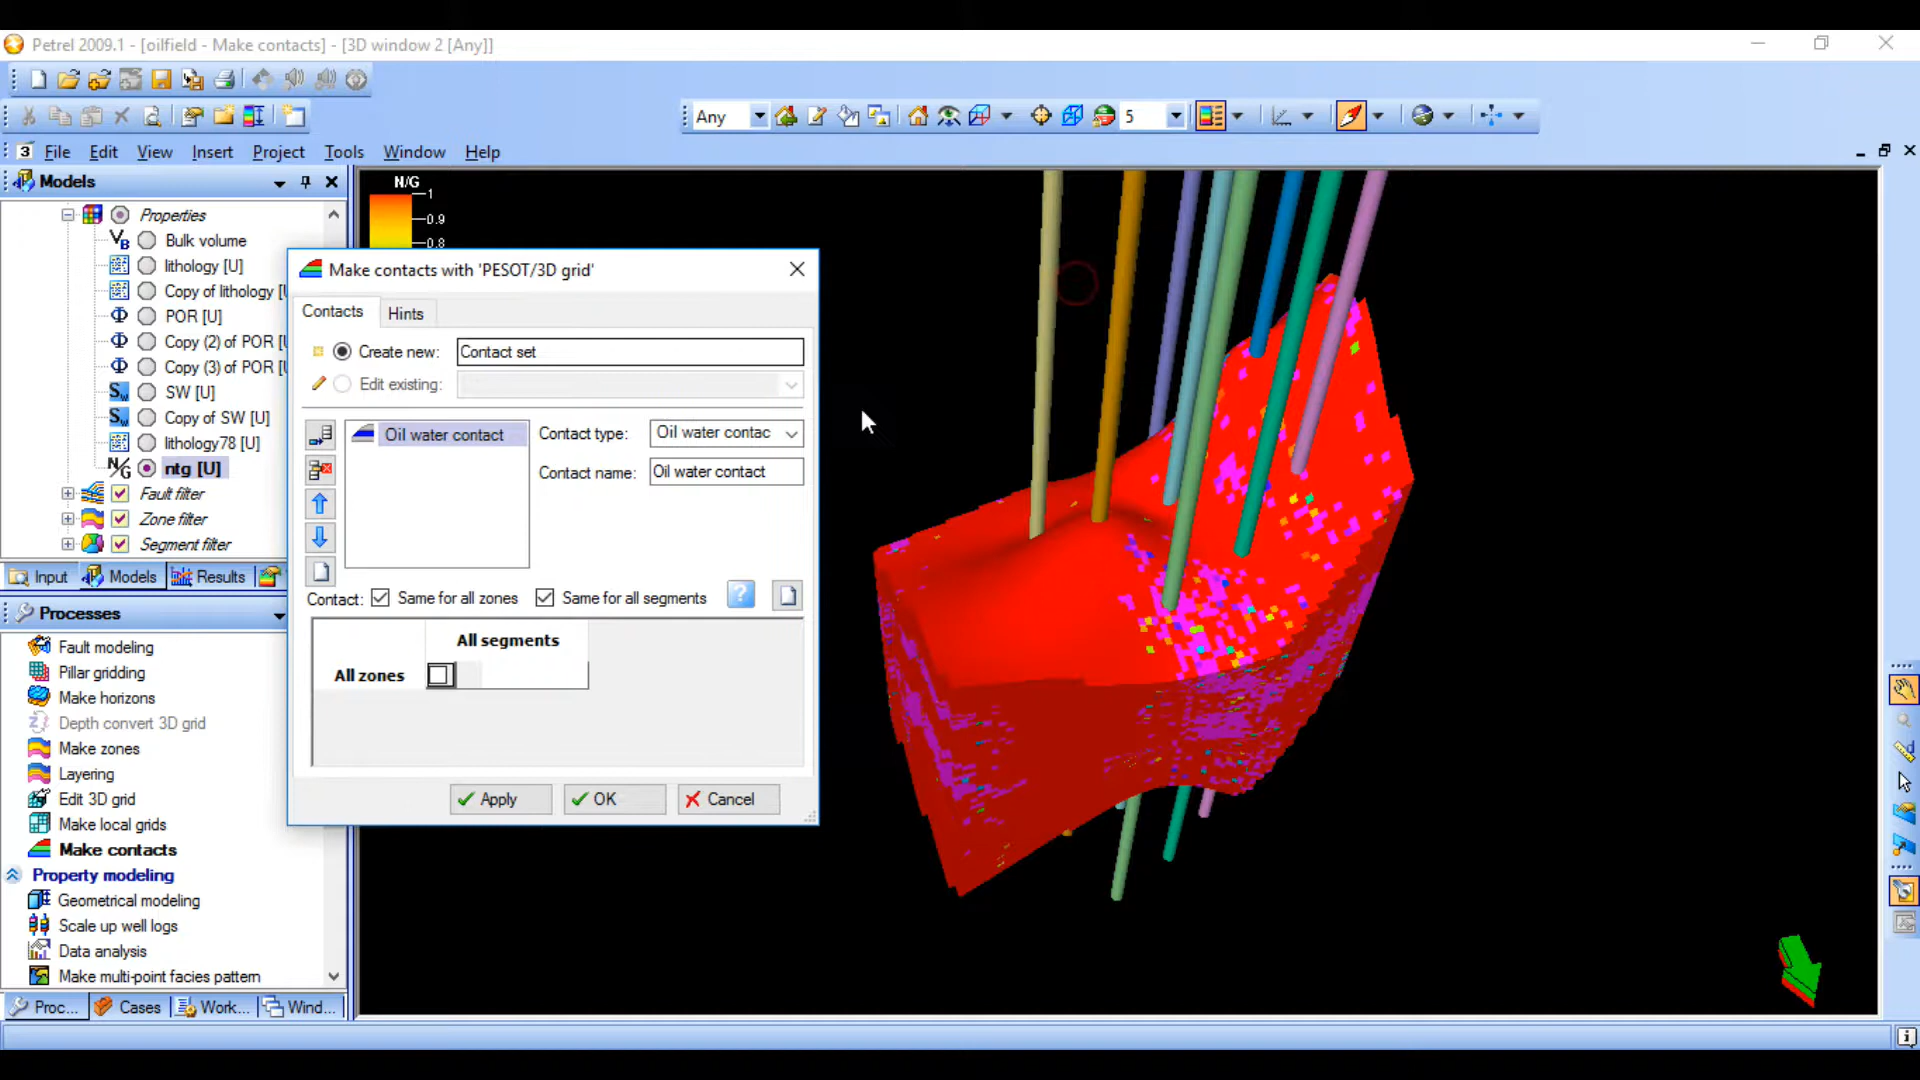 Petrel 2009.1 - [oilfield - Make contacts] - [3D window 2 [Any]]
Any
5
File Edit View Insert Project Tools Window Help
Models
Properties
Bulk volume
lithology [U]
Copy of lithology [U
POR [U]
Copy (2) of POR [U
Copy (3) of POR [U
SW [U]
Copy of SW [U]
lithology78 [U]
ntg [U]
Fault filter
Zone filter
Segment filter
Input Models Results
Processes
Fault modeling
Pillar gridding
Make horizons
Depth convert 3D grid
Make zones
Layering
Edit 3D grid
Make local grids
Make contacts
Property modeling
Geometrical modeling
Scale up well logs
Data analysis
Make multi-point facies pattern
Proc... Cases Work... Wind...
N/G
1
0.9
0.8
Make contacts with 'PESOT/3D grid'
Contacts Hints
Create new: Contact set
Edit existing:
Oil water contact
Contact type: Oil water contac
Contact name: Oil water contact
Contact: Same for all zones Same for all segments
All segments
All zones
Apply OK Cancel